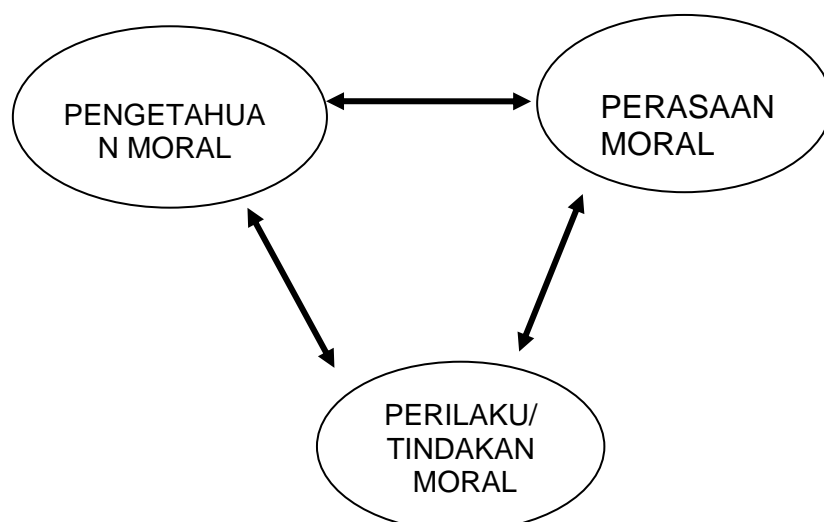 PENGETAHUA
N MORAL
PERASAAN
MORAL
PERILAKU/
TINDAKAN
MORAL